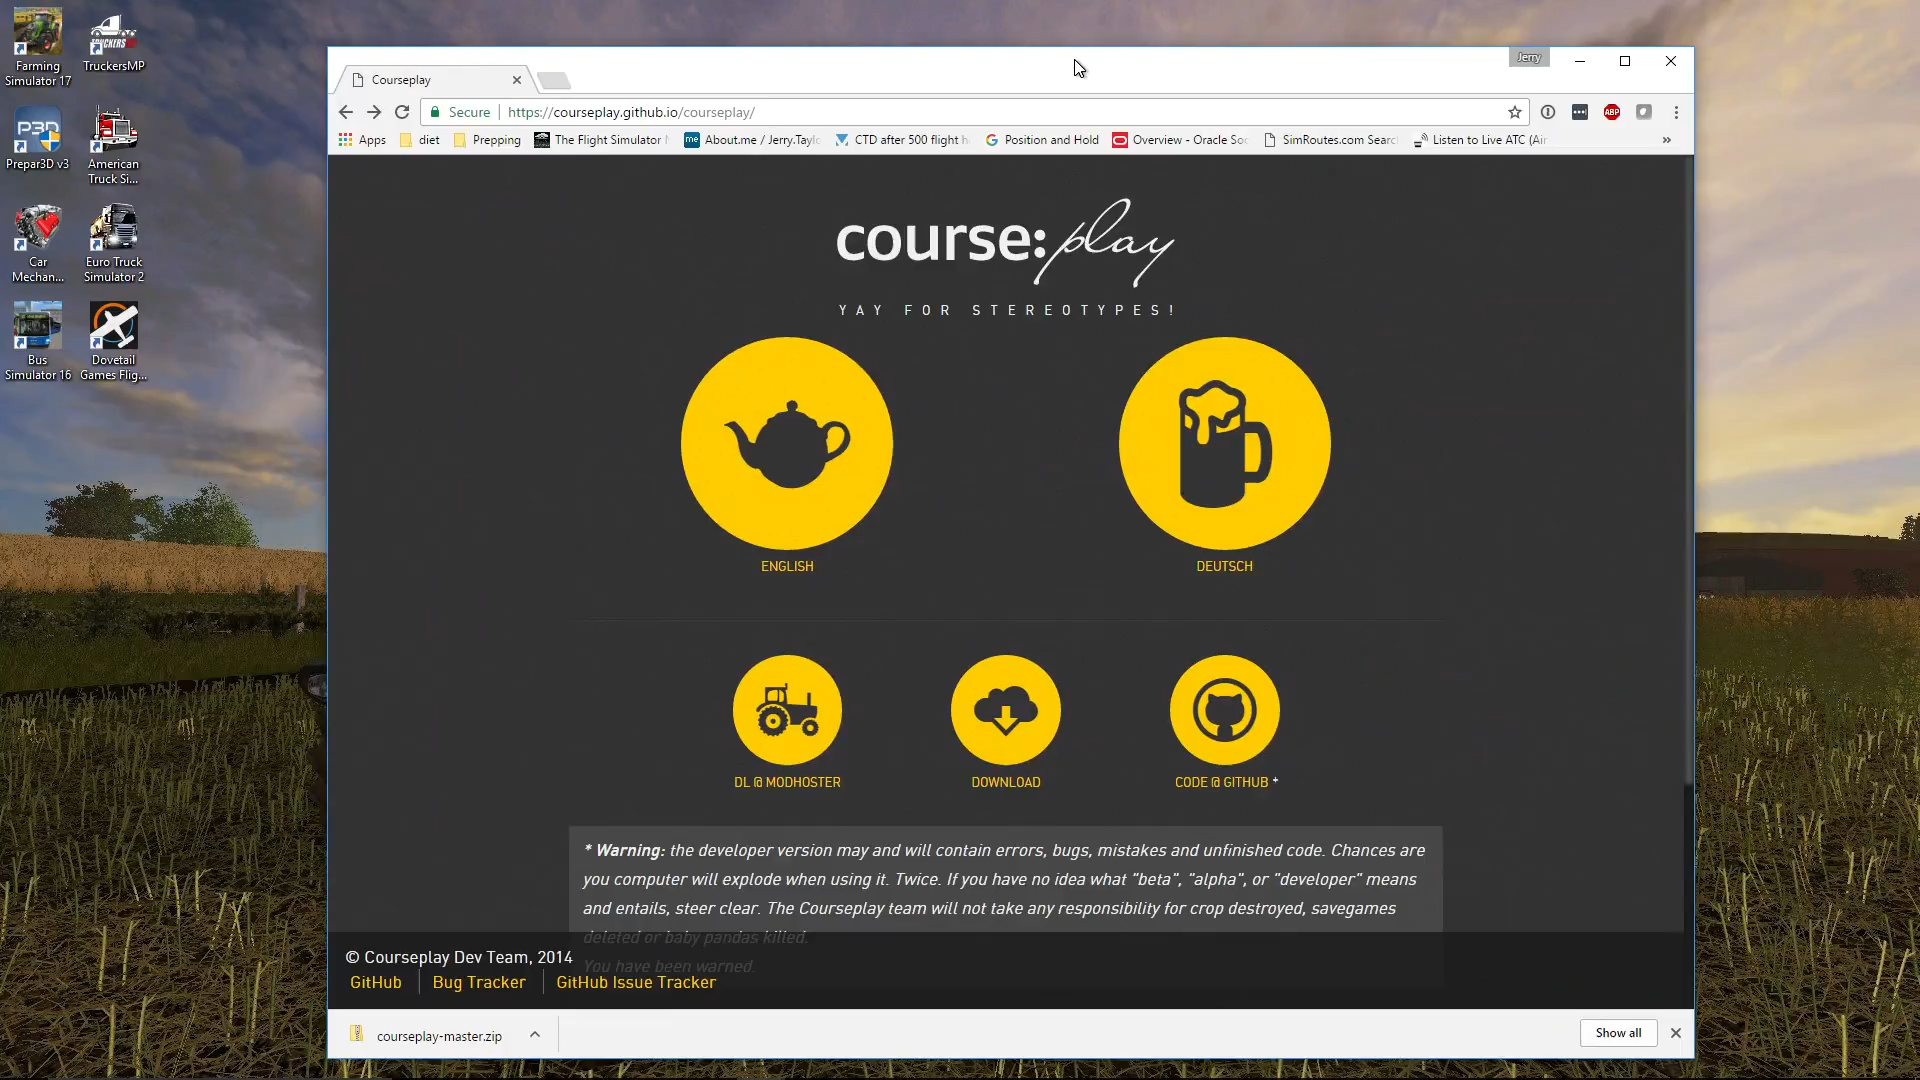 Farming
Simulator 17
TruckersMP
Prepar3D v3
American
Truck Si...
Car
Mechan...
Euro Truck
Simulator 2
Bus
Simulator 16
Dovetail
Games Flig...
Jerry
Courseplay
Secure https://courseplay.github.io/courseplay/
Apps diet Prepping The Flight Simulator About.me / Jerry.Taylo CTD after 500 flight h Position and Hold Overview - Oracle Soc SimRoutes.com Searc Listen to Live ATC (Air »
course:play
YAY FOR STEREOTYPES!
ENGLISH
DEUTSCH
DL @ MODHOSTER
DOWNLOAD
CODE @ GITHUB *
* Warning: the developer version may and will contain errors, bugs, mistakes and unfinished code. Chances are
you computer will explode when using it. Twice. If you have no idea what "beta", "alpha", or "developer" means
and entails, steer clear. The Courseplay team will not take any responsibility for crop destroyed, savegames
deleted or baby pandas killed.
You have been warned.
© Courseplay Dev Team, 2014
GitHub Bug Tracker GitHub Issue Tracker
courseplay-master.zip
Show all
P3D
TRUCKERSMP
me
ABP